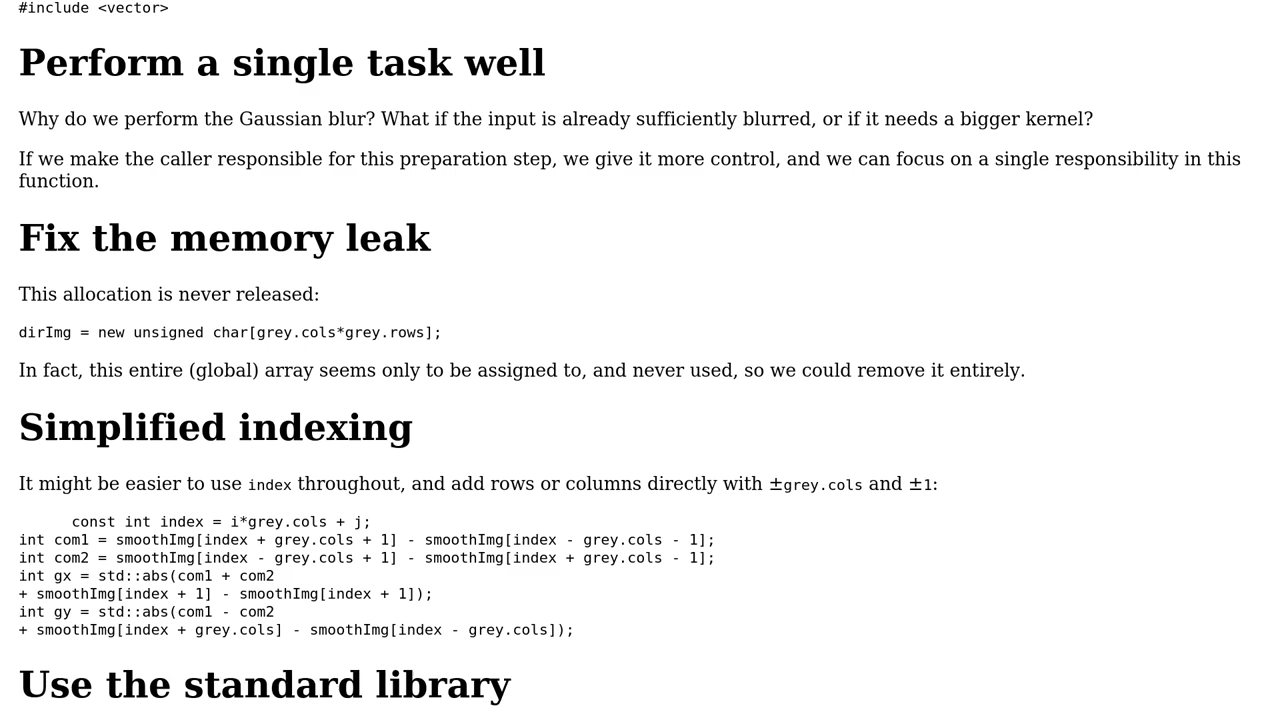 #include <vector>
Perform a single task well
Why do we perform the Gaussian blur? What if the input is already sufficiently blurred, or if it needs a bigger kernel?
If we make the caller responsible for this preparation step, we give it more control, and we can focus on a single responsibility in this
function.
Fix the memory leak
This allocation is never released:
dirImg = new unsigned char[grey.cols*grey.rows];
In fact, this entire (global) array seems only to be assigned to, and never used, so we could remove it entirely.
Simplified indexing
It might be easier to use index throughout, and add rows or columns directly with ±grey.cols and ±1:
const int index = i*grey.cols + j;
int com1 = smoothImg[index + grey.cols + 1] - smoothImg[index - grey.cols - 1];
int com2 = smoothImg[index - grey.cols + 1] - smoothImg[index + grey.cols - 1];
int gx = std::abs(com1 + com2
+ smoothImg[index + 1] - smoothImg[index + 1]);
int gy = std::abs(com1 - com2
+ smoothImg[index + grey.cols] - smoothImg[index - grey.cols]);
Use the standard library